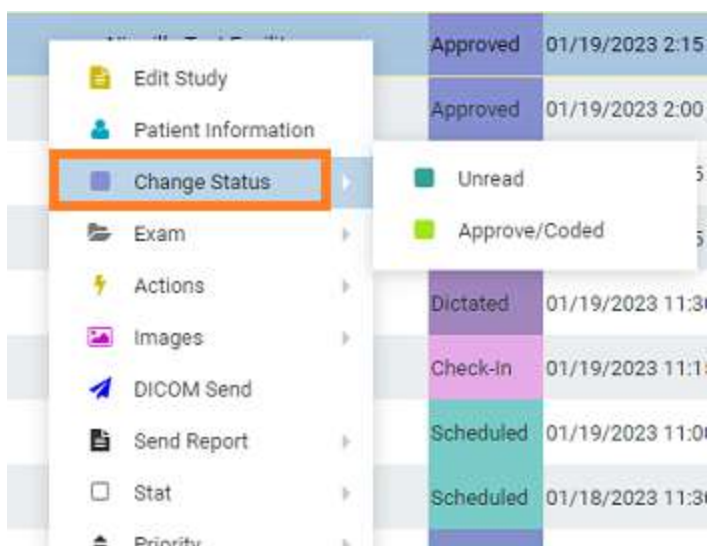 Approved 01/19/2023 2:15
Edit Study
Approved 01/19/2023 2:00
Patient Information
Change Status
Unread
Exam
Approve/Coded
Actions
Dictated 01/19/2023 11:3
Images
Check-In 01/19/2023 11:1
DICOM Send
Scheduled 01/19/2023 11:0
Send Report
Stat
Scheduled 01/18/2023 11:3
Priority